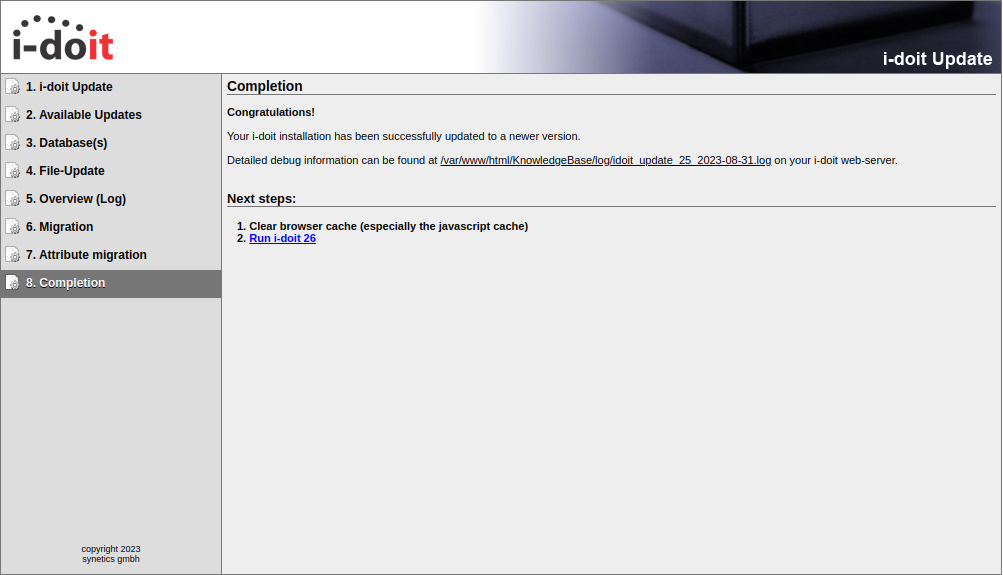 i-doit
i-doit Update
1. i-doit Update
2. Available Updates
3. Database(s)
4. File-Update
5. Overview (Log)
6. Migration
7. Attribute migration
8. Completion
copyright 2023
synetics gmbh
Completion
Congratulations!
Your i-doit installation has been successfully updated to a newer version.
Detailed debug information can be found at /var/www/html/KnowledgeBase/log/idoit_update_25_2023-08-31.log on your i-doit web-server.
Next steps:
1. Clear browser cache (especially the javascript cache)
2. Run i-doit 26